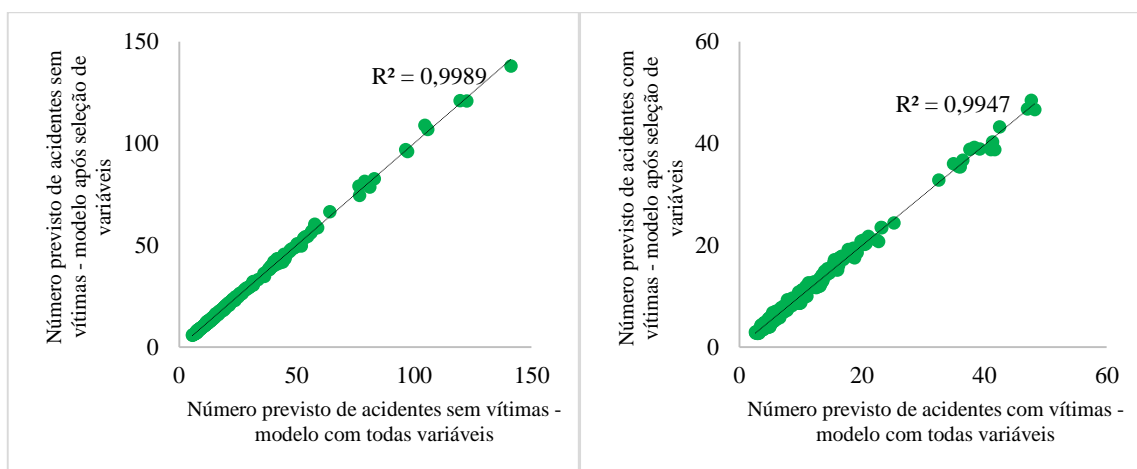 Número previsto de acidentes sem
vítimas - modelo após seleção de
variáveis
150
100
50
0
R² = 0,9989
0
50
100
150
Número previsto de acidentes sem vítimas -
modelo com todas variáveis
Número previsto de acidentes com
vítimas - modelo após seleção de
variáveis
60
40
20
0
R² = 0,9947
0
20
40
60
Número previsto de acidentes com vítimas -
modelo com todas variáveis